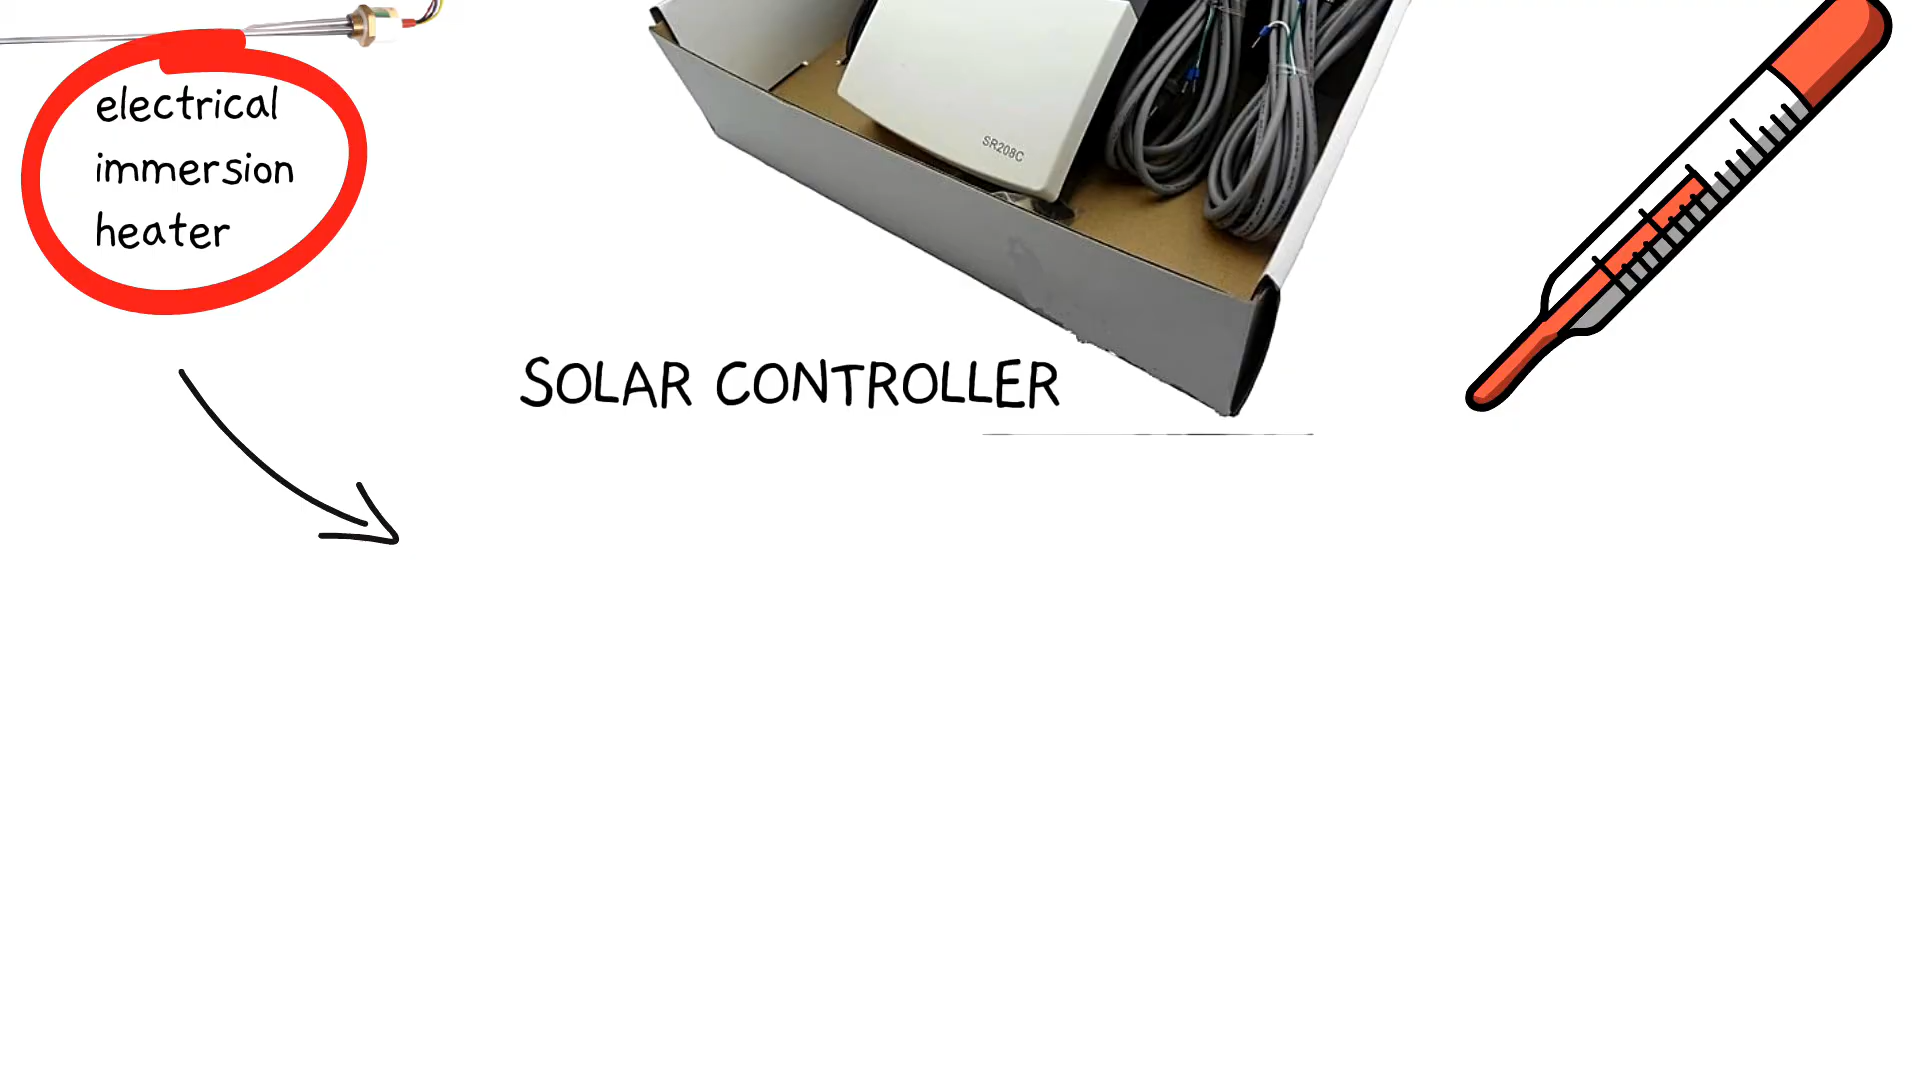 electrical
immersion
heater
SR208C
SOLAR CONTROLLER